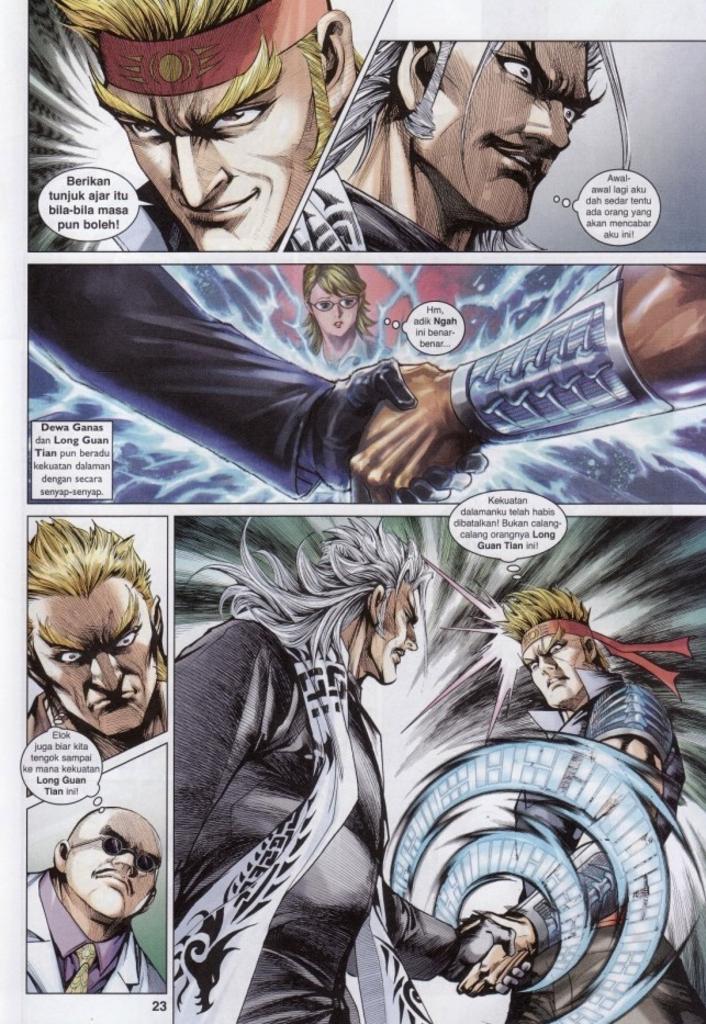 Berikan
tunjuk ajar itu
bila-bila masa
pun boleh!
Awal-
awal lagi aku
dah sedar tentu
ada orang yang
akan mencabar
aku ini!
Hm,
adik Ngah
ini benar-
benar...
Dewa Ganas
dan Long Guan
Tian pun beradu
kekuatan dalaman
dengan secara
senyap-senyap.
Kekuatan
dalamanku telah habis
dibatalkan! Bukan calang-
calang orangnya Long
Guan Tian ini!
Elok
juga biar kita
tengok sampai
ke mana kekuatan
Long Guan
Tian ini!
23